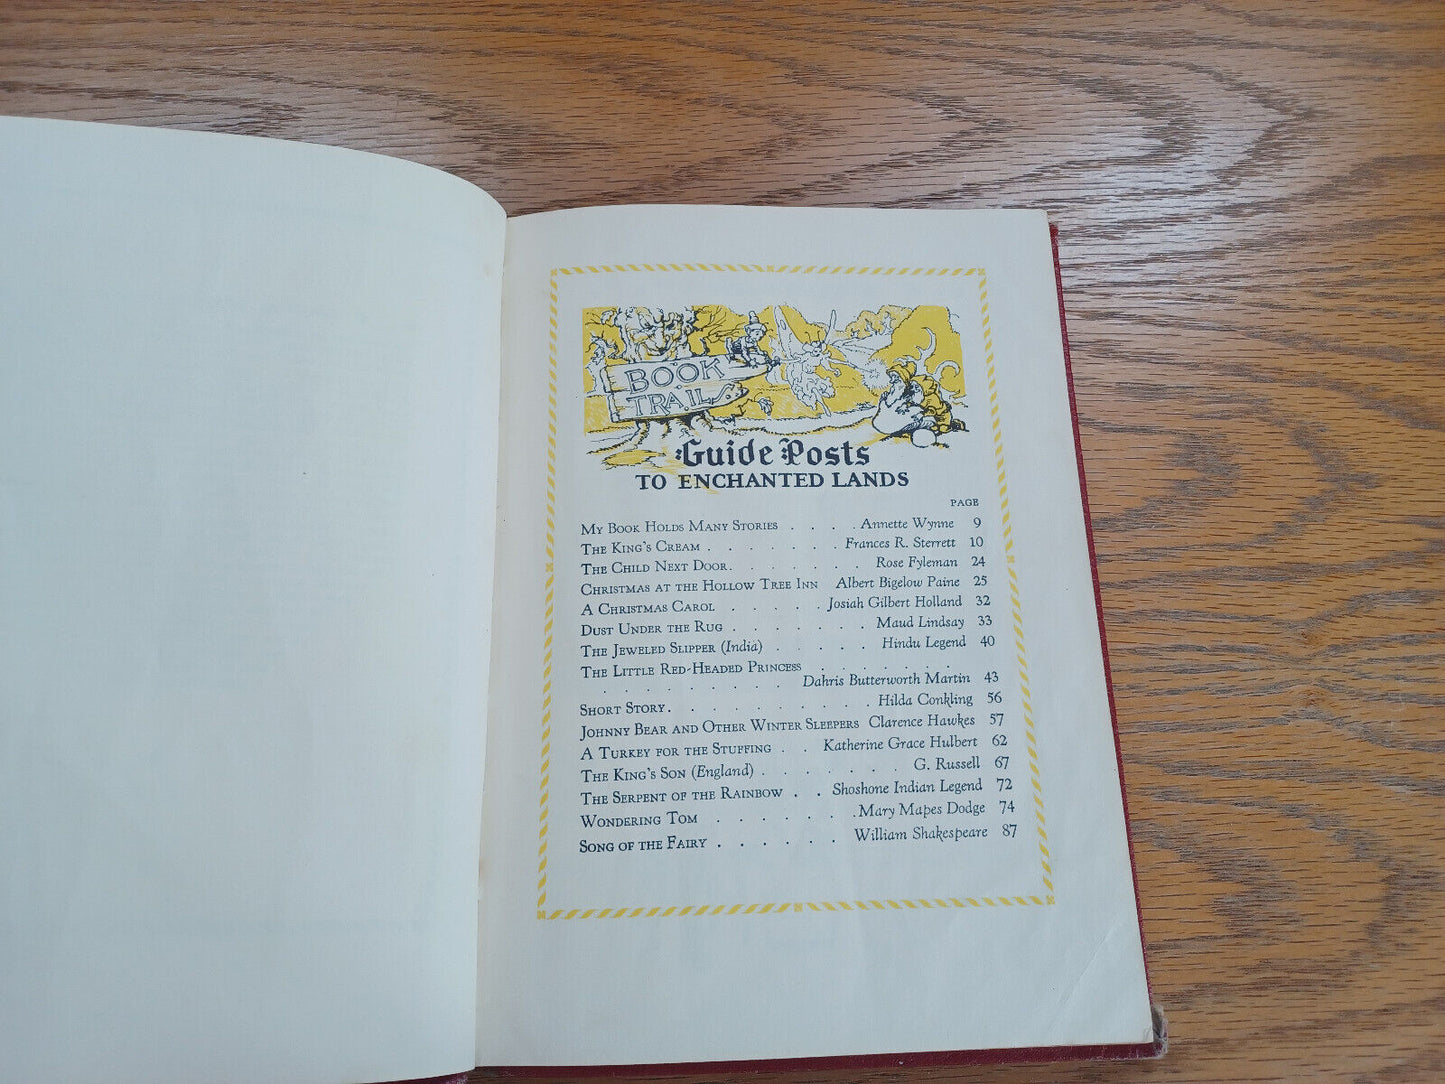 BOOK
TRAILS
Guide Posts
TO ENCHANTED LANDS
PAGE
My Book Holds Many Stories . . . . Annette Wynne 9
The King's Cream . . . . . . . Frances R. Sterrett 10
The Child Next Door. . . . . . . Rose Fyleman 24
Christmas at the Hollow Tree Inn Albert Bigelow Paine 25
A Christmas Carol . . . . . Josiah Gilbert Holland 32
Dust Under the Rug . . . . . . . Maud Lindsay 33
The Jeweled Slipper (India) . . . . . Hindu Legend 40
The Little Red-Headed Princess . . . . . . .
. . . . . . . . . Dahris Butterworth Martin 43
Short Story. . . . . . . . . . Hilda Conkling 56
Johnny Bear and Other Winter Sleepers Clarence Hawkes 57
A Turkey for the Stuffing . . Katherine Grace Hulbert 62
The King's Son (England) . . . . . . . G. Russell 67
The Serpent of the Rainbow . . Shoshone Indian Legend 72
Wondering Tom . . . . . . Mary Mapes Dodge 74
Song of the Fairy . . . . . . William Shakespeare 87